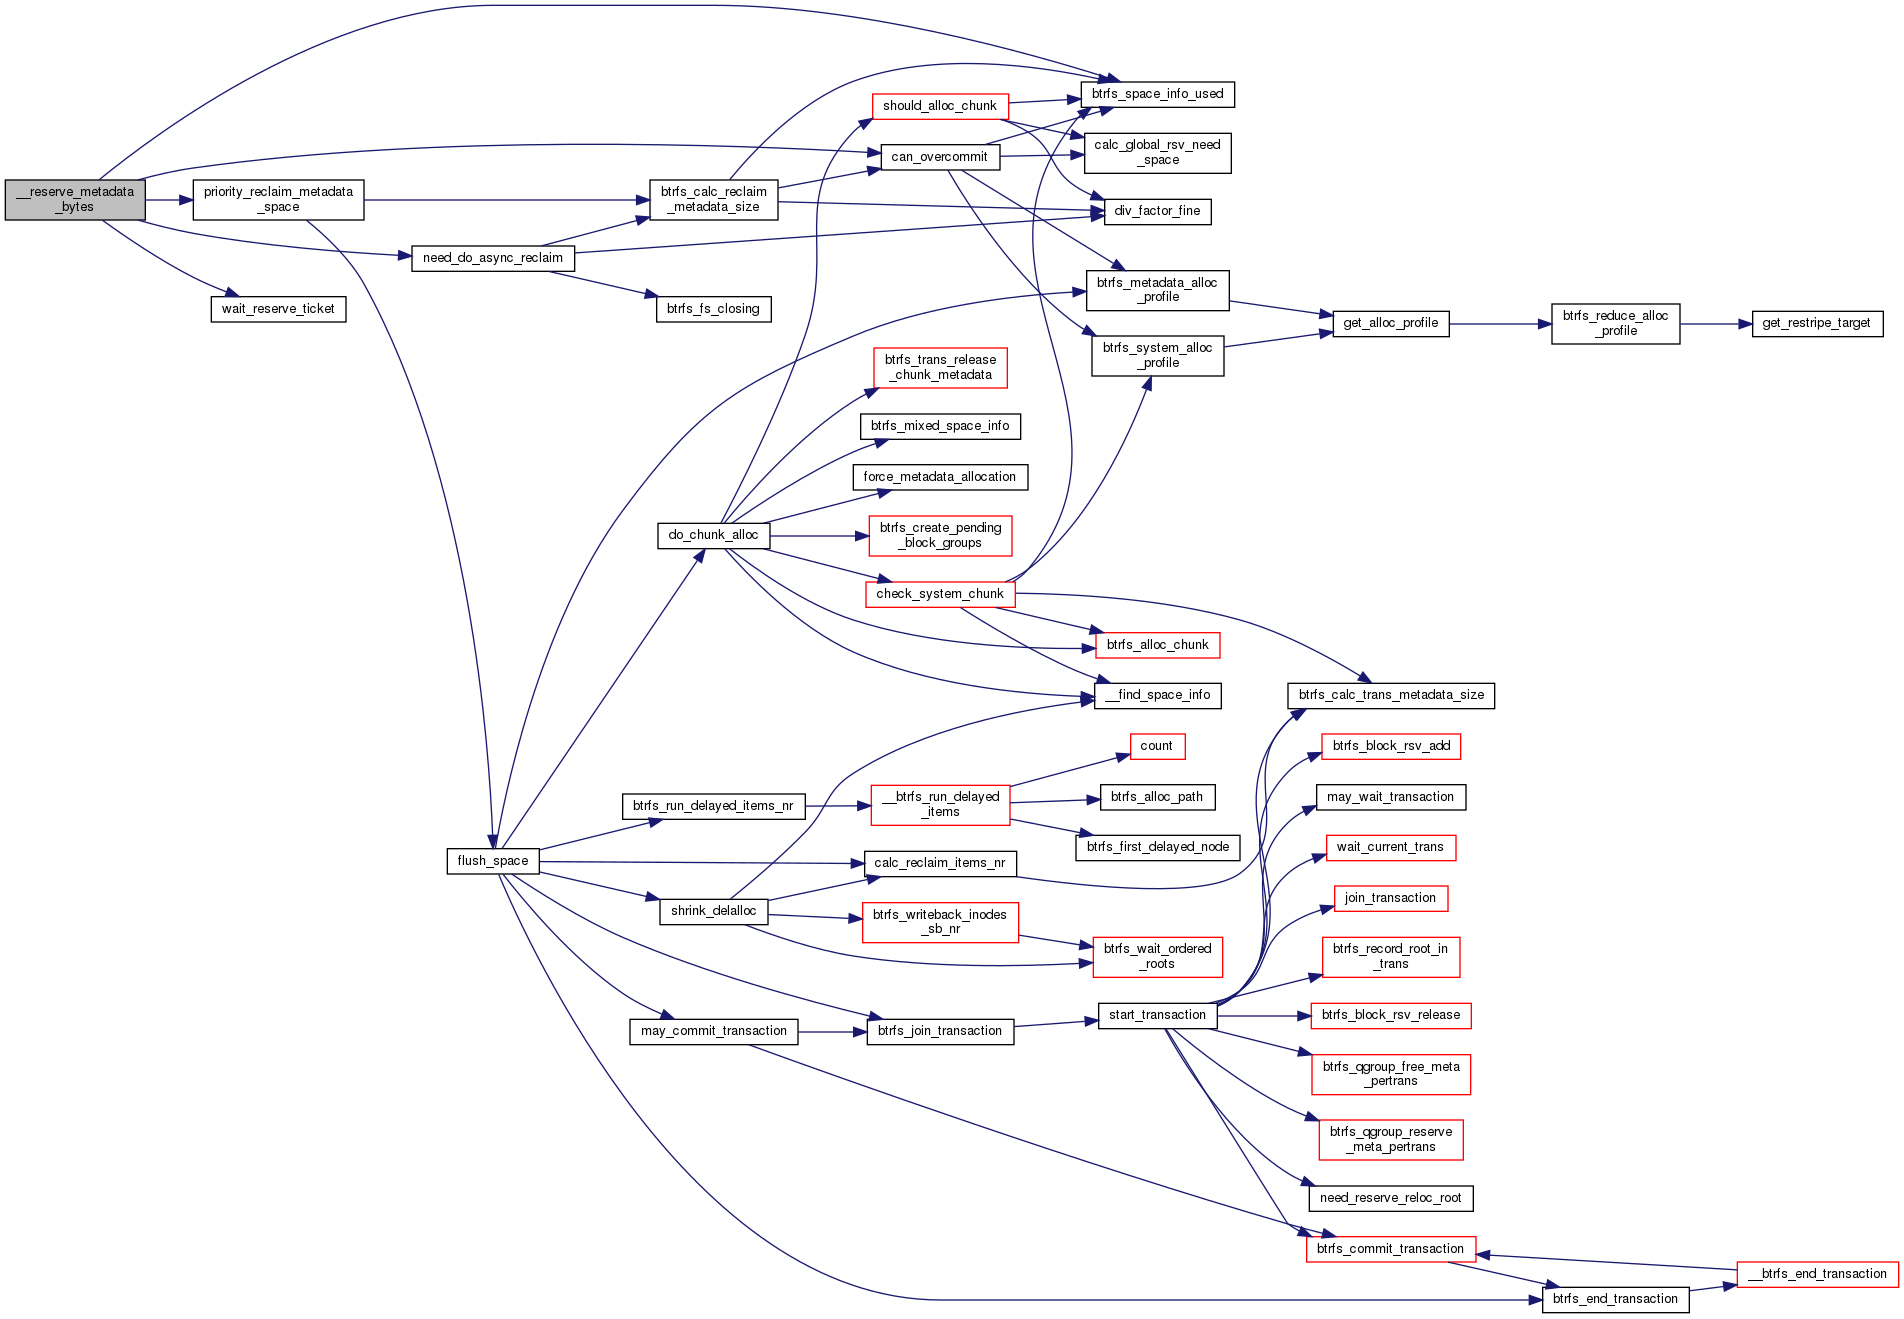 __reserve_metadata
_bytes
priority_reclaim_metadata
_space
wait_reserve_ticket
need_do_async_reclaim
flush_space
btrfs_calc_reclaim
_metadata_size
btrfs_fs_closing
do_chunk_alloc
btrfs_run_delayed_items_nr
shrink_delalloc
may_commit_transaction
should_alloc_chunk
can_overcommit
btrfs_trans_release
_chunk_metadata
btrfs_mixed_space_info
force_metadata_allocation
btrfs_create_pending
_block_groups
check_system_chunk
__btrfs_run_delayed
_items
calc_reclaim_items_nr
btrfs_writeback_inodes
_sb_nr
btrfs_join_transaction
btrfs_space_info_used
calc_global_rsv_need
_space
div_factor_fine
btrfs_metadata_alloc
_profile
btrfs_system_alloc
_profile
btrfs_alloc_chunk
__find_space_info
count
btrfs_alloc_path
btrfs_first_delayed_node
btrfs_wait_ordered
_roots
start_transaction
get_alloc_profile
btrfs_calc_trans_metadata_size
btrfs_block_rsv_add
may_wait_transaction
wait_current_trans
join_transaction
btrfs_record_root_in
_trans
btrfs_block_rsv_release
btrfs_qgroup_free_meta
_pertrans
btrfs_qgroup_reserve
_meta_pertrans
need_reserve_reloc_root
btrfs_commit_transaction
btrfs_reduce_alloc
_profile
btrfs_end_transaction
get_restripe_target
__btrfs_end_transaction